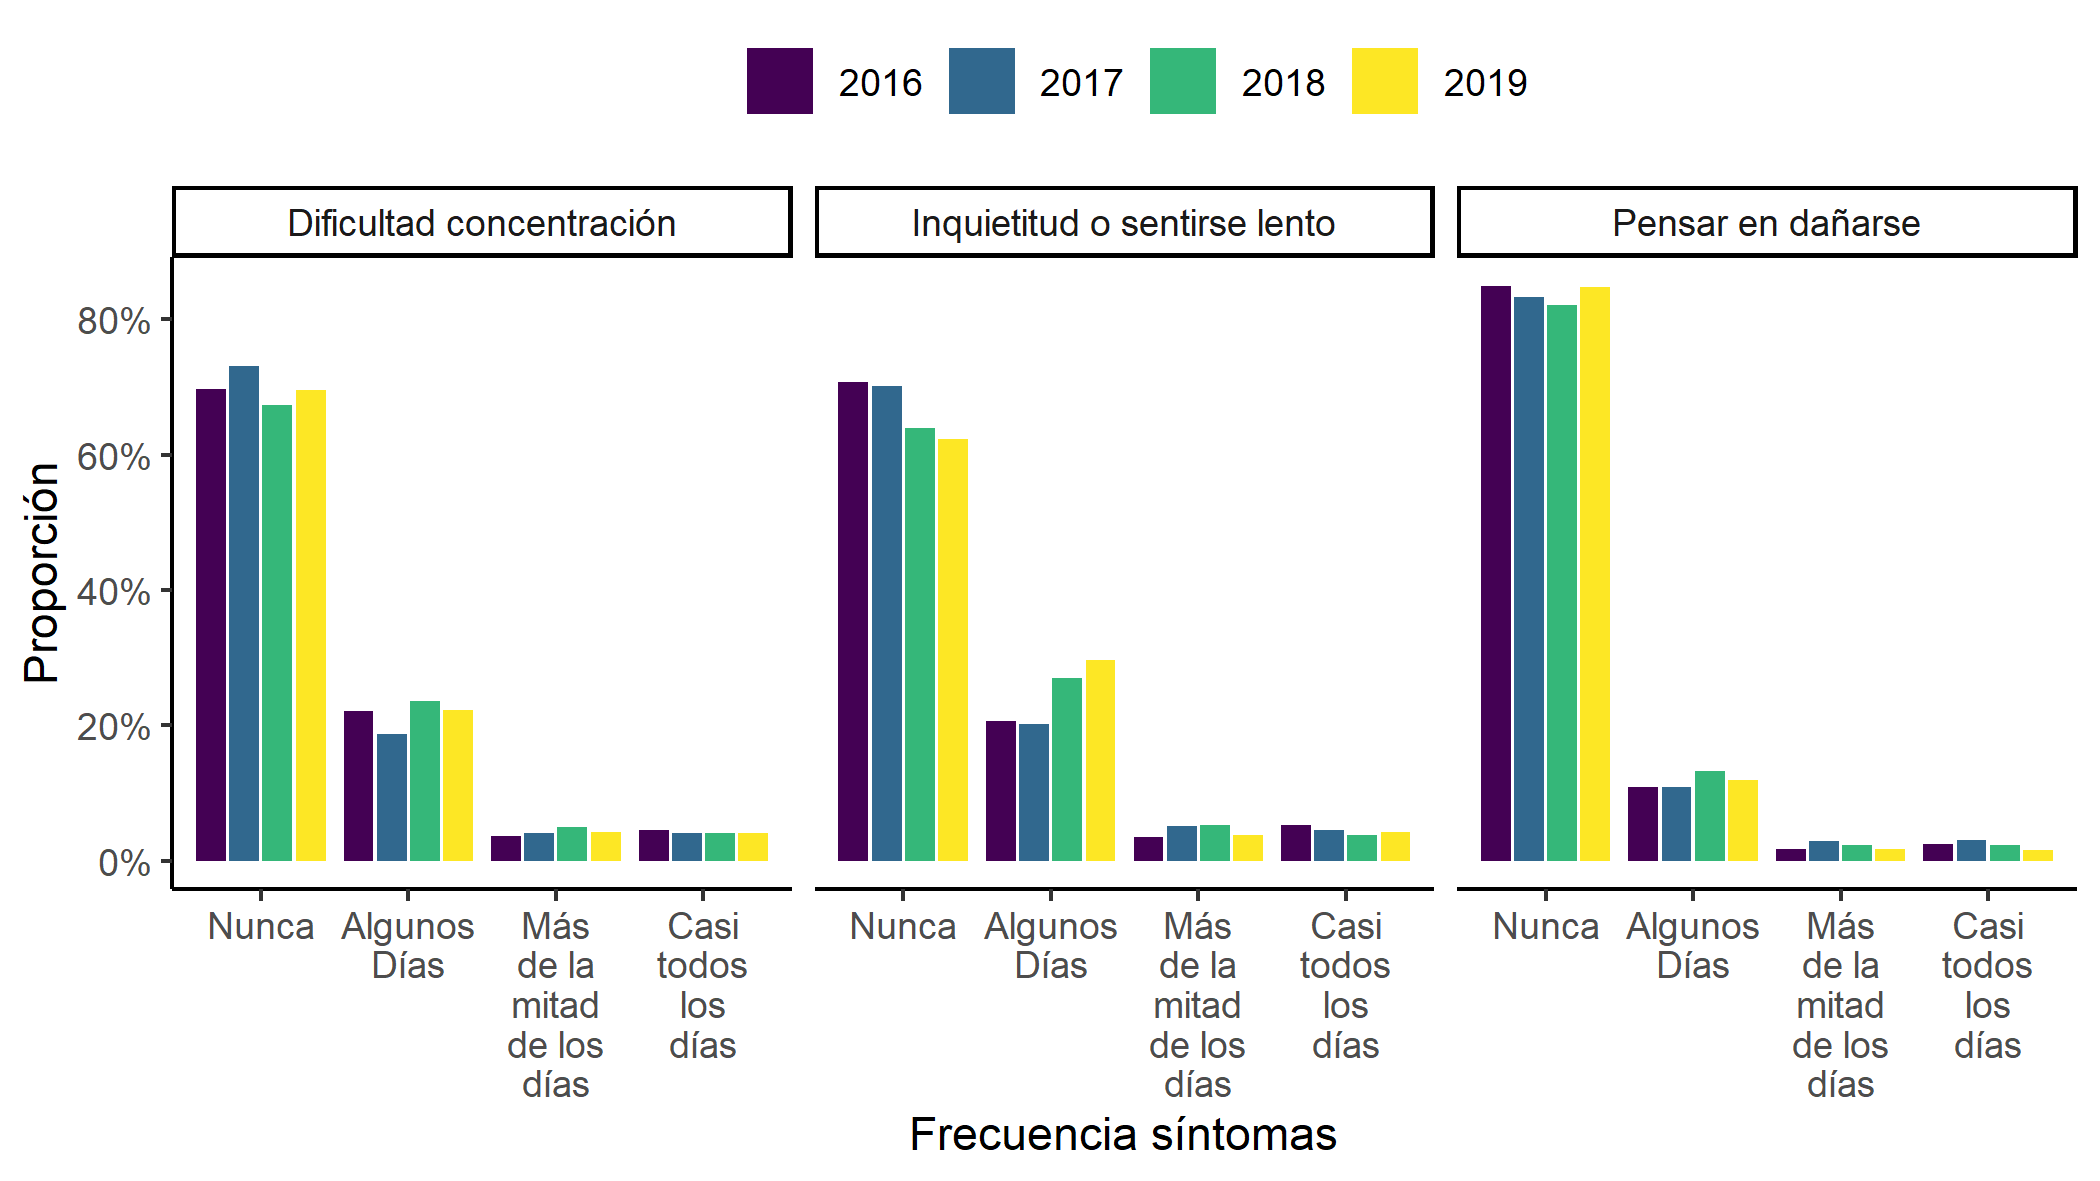 2016 2017 2018 2019
Dificultad concentración
Inquietitud o sentirse lento
Pensar en dañarse
Proporción
80%
60%
40%
20%
0%
Nunca
Algunos
Días
Más
de la
mitad
de los
días
Casi
todos
los
días
Nunca
Algunos
Días
Más
de la
mitad
de los
días
Casi
todos
los
días
Nunca
Algunos
Días
Más
de la
mitad
de los
días
Casi
todos
los
días
Frecuencia síntomas